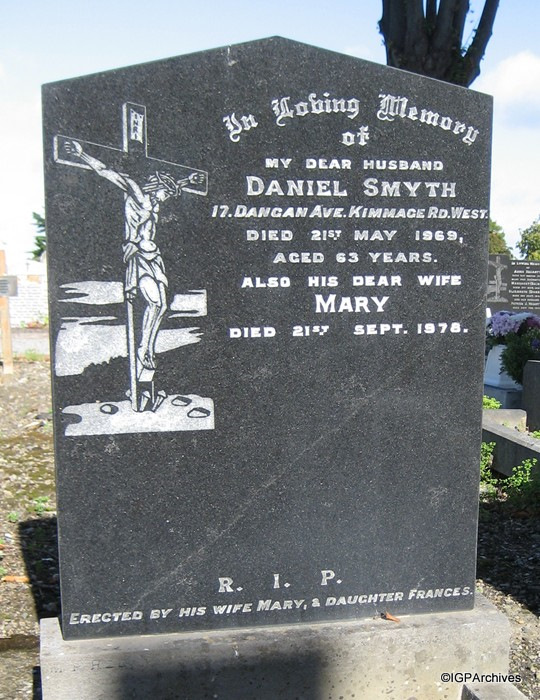 In Loving Memory
of
MY DEAR HUSBAND
DANIEL SMYTH
17. DANGAN AVE. KIMMAGE RD. WEST.
DIED 21ST MAY 1969,
AGED 63 YEARS.
ALSO HIS DEAR WIFE
MARY
DIED 21ST SEPT. 1978.
R. I. P.
ERECTED BY HIS WIFE MARY, & DAUGHTER FRANCES.
©IGPArchives